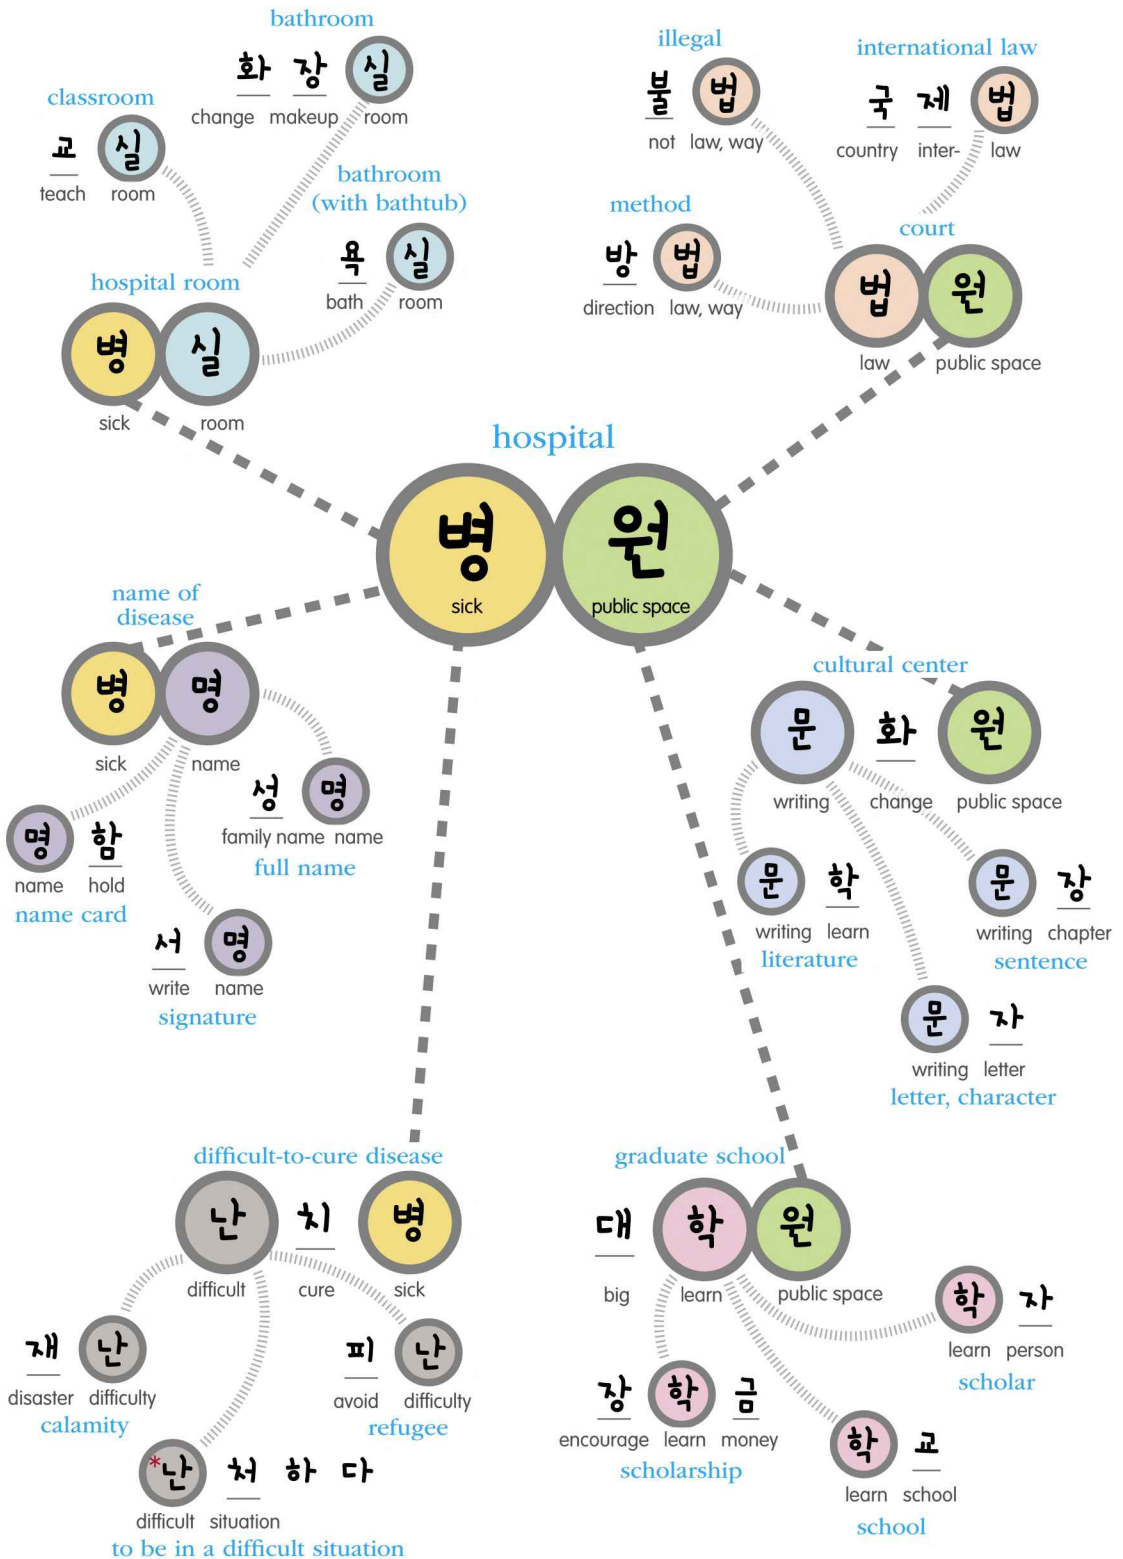 bathroom
화 장 실
change makeup room
classroom
교 실
teach room
bathroom
(with bathtub)
욕 실
bath room
hospital room
병 실
sick room
illegal
불 법
not law, way
international law
국 제 법
country inter- law
method
방 법
direction law, way
court
법 원
law public space
hospital
병 원
sick public space
name of
disease
병 명
sick name
성 명
family name name
full name
명 함
name hold
name card
서 명
write name
signature
cultural center
문 화 원
writing change public space
문 학
writing learn
literature
문 장
writing chapter
sentence
문 자
writing letter
letter, character
difficult-to-cure disease
난 치 병
difficult cure sick
재 난
disaster difficulty
calamity
피 난
avoid difficulty
refugee
*난 처 하 다
difficult situation
to be in a difficult situation
graduate school
대 학 원
big learn public space
학 자
learn person
scholar
장 학 금
encourage learn money
scholarship
학 교
learn school
school